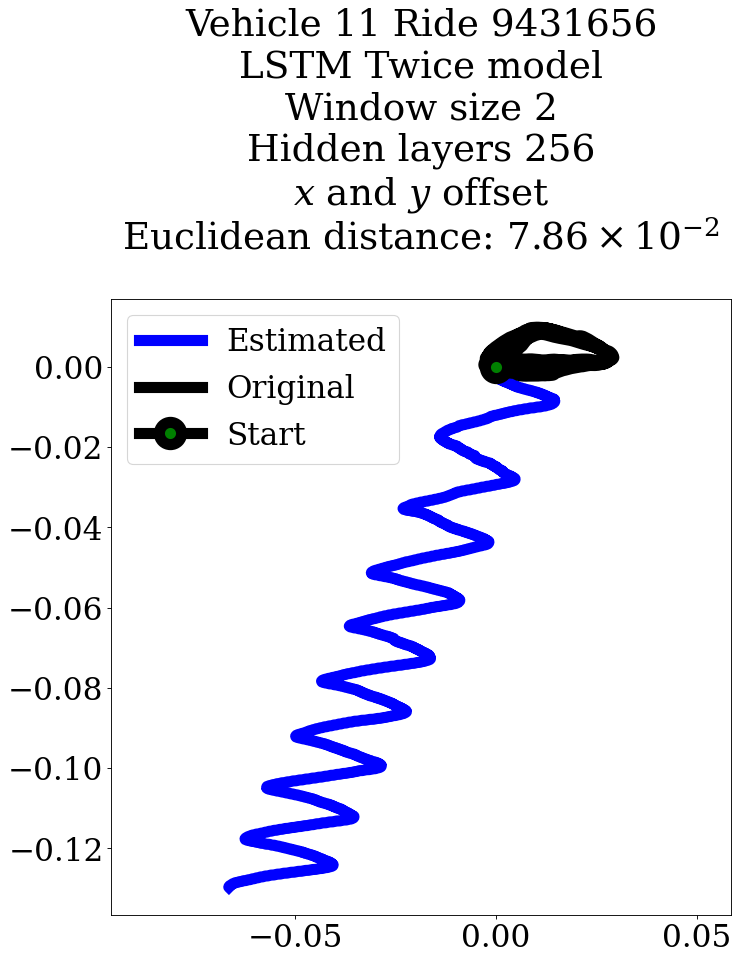 Vehicle 11 Ride 9431656
LSTM Twice model
Window size 2
Hidden layers 256
x and y offset
Euclidean distance: 7.86 × 10⁻²
Estimated
Original
Start
0.00
−0.02
−0.04
−0.06
−0.08
−0.10
−0.12
−0.05 0.00 0.05